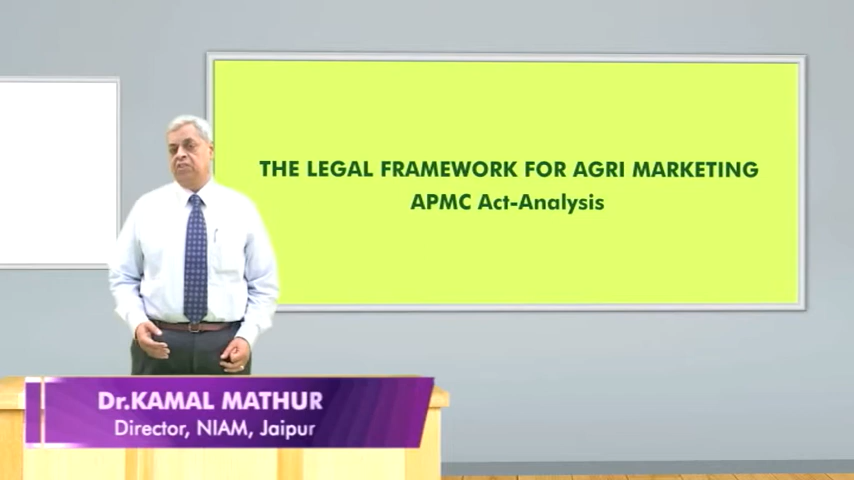 THE LEGAL FRAMEWORK FOR AGRI MARKETING
APMC Act-Analysis
Dr.KAMAL MATHUR
Director, NIAM, Jaipur